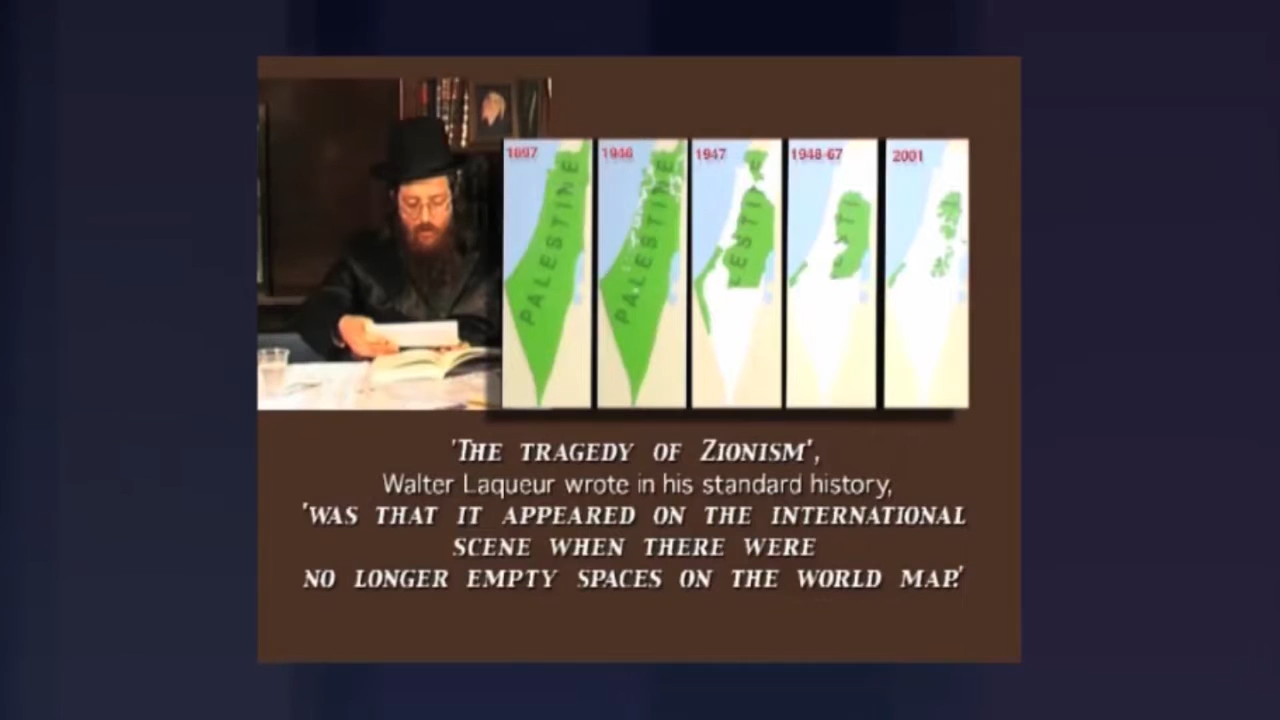 1897 1946 1947 1948-67 2001
PALESTINE PALESTINE LESTINE ESTI
'THE TRAGEDY OF ZIONISM',
Walter Laqueur wrote in his standard history,
'WAS THAT IT APPEARED ON THE INTERNATIONAL
SCENE WHEN THERE WERE
NO LONGER EMPTY SPACES ON THE WORLD MAP.'